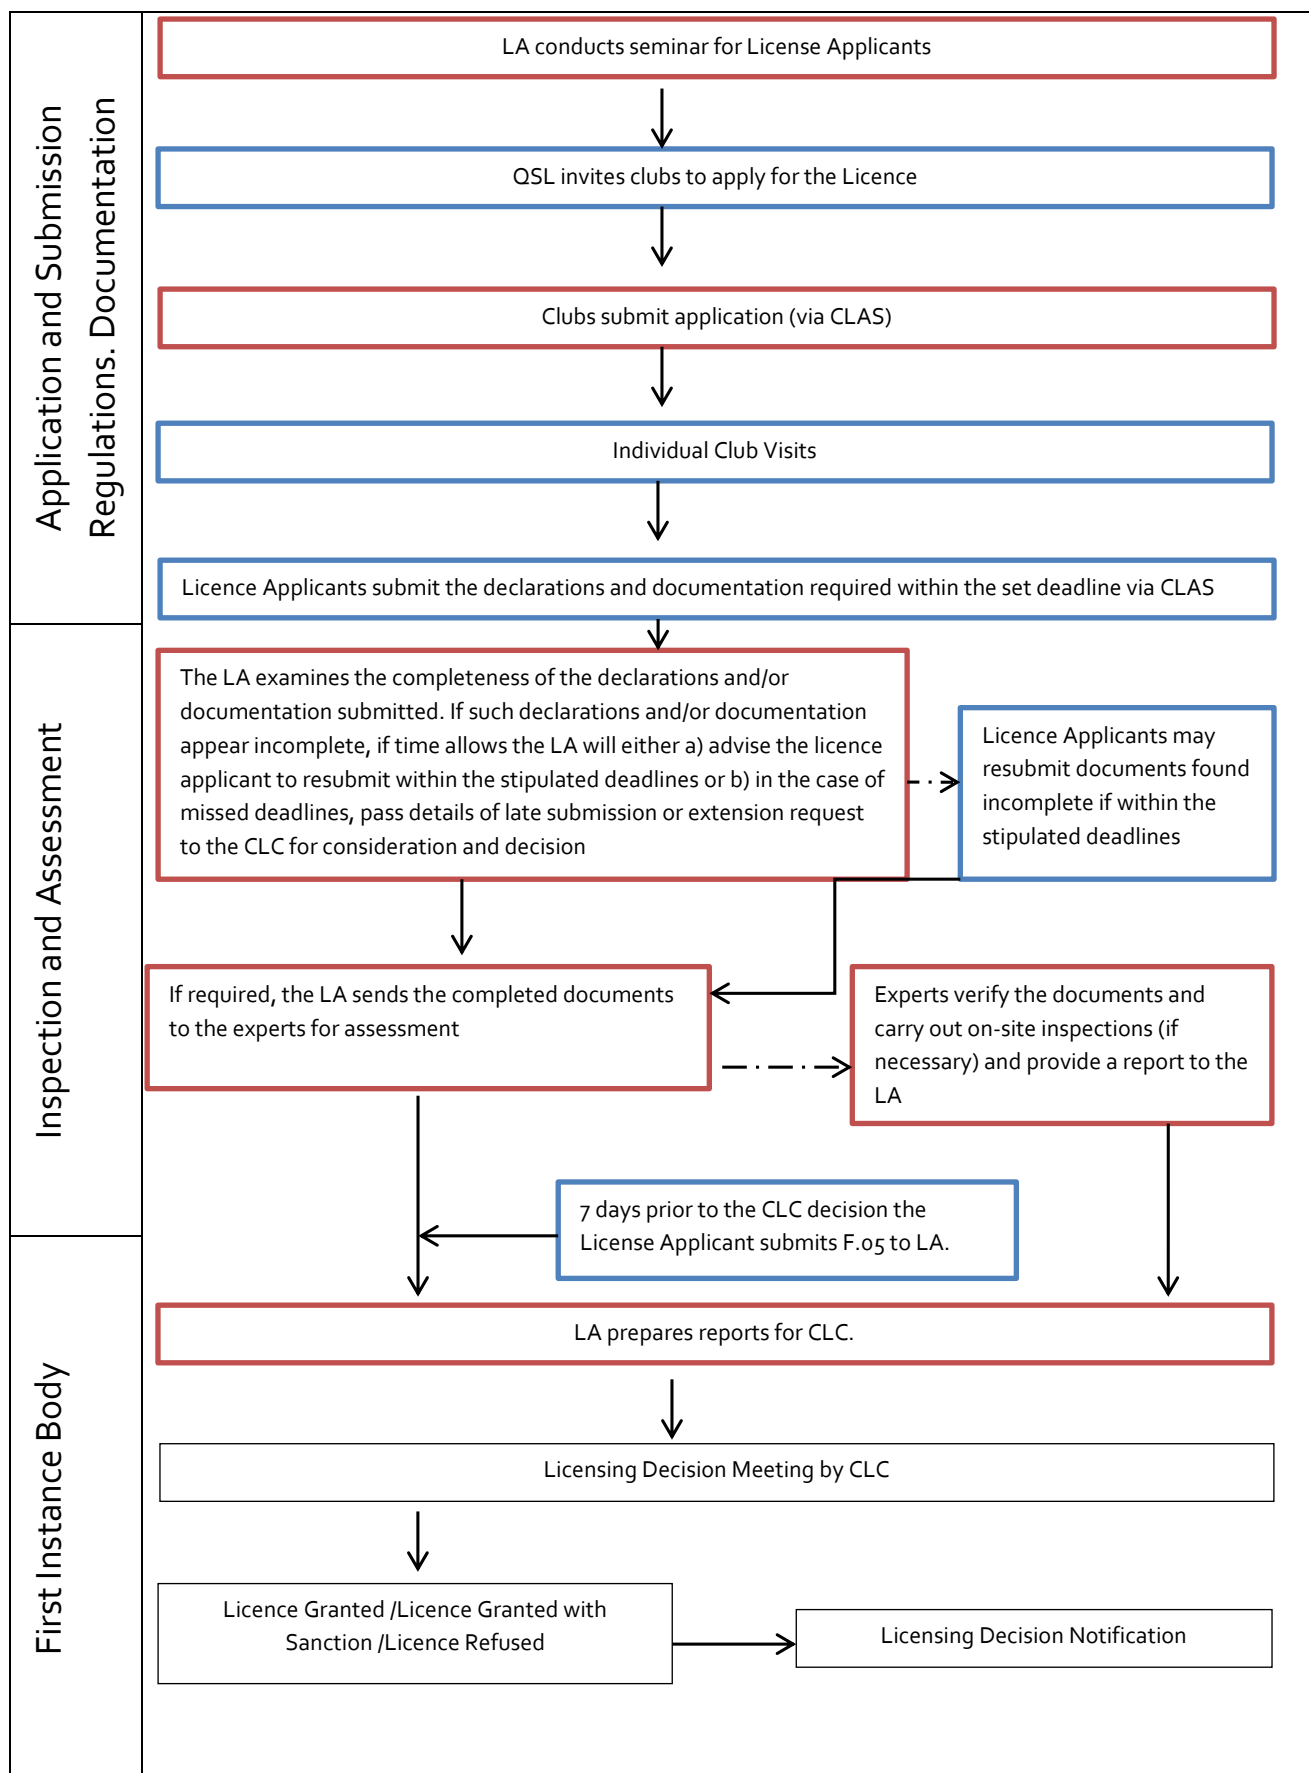 Application and Submission
Regulations. Documentation
LA conducts seminar for License Applicants
QSL invites clubs to apply for the Licence
Clubs submit application (via CLAS)
Individual Club Visits
Licence Applicants submit the declarations and documentation required within the set deadline via CLAS
Inspection and Assessment
The LA examines the completeness of the declarations and/or
documentation submitted. If such declarations and/or documentation
appear incomplete, if time allows the LA will either a) advise the licence
applicant to resubmit within the stipulated deadlines or b) in the case of
missed deadlines, pass details of late submission or extension request
to the CLC for consideration and decision
Licence Applicants may
resubmit documents found
incomplete if within the
stipulated deadlines
If required, the LA sends the completed documents
to the experts for assessment
Experts verify the documents and
carry out on-site inspections (if
necessary) and provide a report to the
LA
7 days prior to the CLC decision the
License Applicant submits F.05 to LA.
First Instance Body
LA prepares reports for CLC.
Licensing Decision Meeting by CLC
Licence Granted /Licence Granted with
Sanction /Licence Refused
Licensing Decision Notification